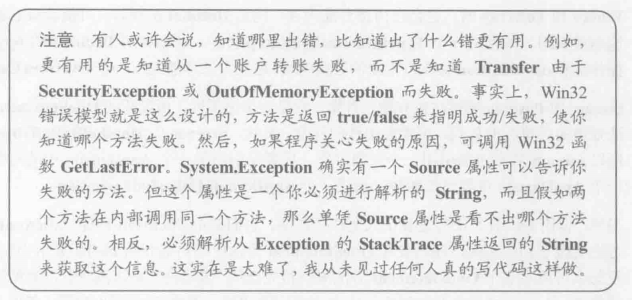 注意　有人或许会说，知道哪里出错，比知道出了什么错更有用。例如，
更有用的是知道从一个账户转账失败，而不是知道 Transfer 由于
SecurityException 或 OutOfMemoryException 而失败。事实上，Win32
错误模型就是这么设计的，方法是返回 true/false 来指明成功/失败，使你
知道哪个方法失败。然后，如果程序关心失败的原因，可调用 Win32 函
数 GetLastError。System.Exception 确实有一个 Source 属性可以告诉你
失败的方法。但这个属性是一个你必须进行解析的 String，而且假如两
个方法在内部调用同一个方法，那么单凭 Source 属性是看不出哪个方法
失败的。相反，必须解析从 Exception 的 StackTrace 属性返回的 String
来获取这个信息。这实在是太难了，我从未见过任何人真的写代码这样做。